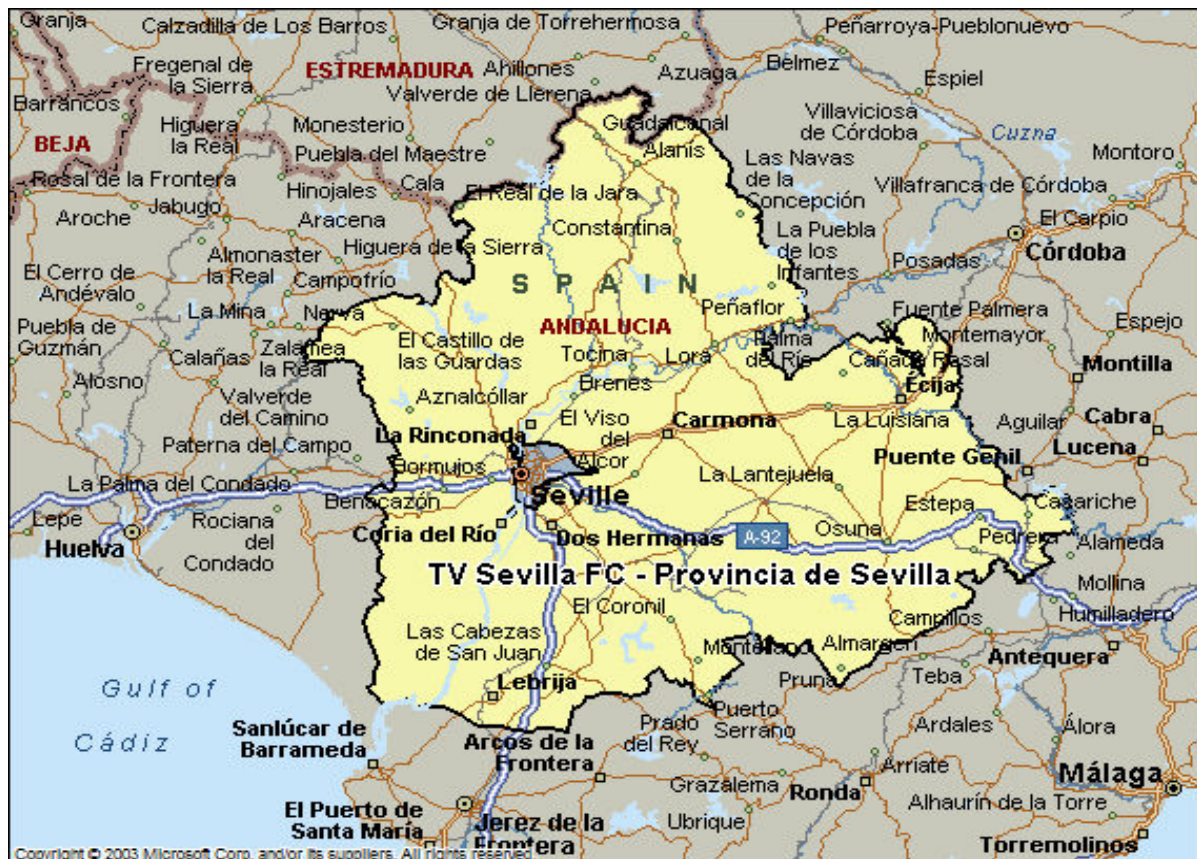 Granja
Calzadilla de Los Barros
Granja de Torrehermosa
Peñarroya-Pueblonuevo
Fregenal de
la Sierra
ESTREMADURA
Ahillones
Azuaga
Bélmez
Espiel
Valverde de Llerena
Barrancos
BEJA
Higuera
la Real
Monesterio
Guadalcanal
Villaviciosa
de Córdoba
Cuzna
Puebla del Maestre
Alanís
Las Navas
de la
Concepción
Montoro
Rosal de la Frontera
Hinojales
Cala
El Real de la Jara
Villafranca de Córdoba
Aroche
Jabugo
Aracena
Constantina
El Carpio
Almonaster
la Real
Higuera de la Sierra
La Puebla
de los
Infantes
Córdoba
Posadas
El Cerro de
Andévalo
Campofrío
SPAIN
La Mina
Nerva
Peñaflor
Fuente Palmera
Puebla de
Guzmán
ANDALUCIA
Montemayor
Espejo
Calañas
Zalamea
la Real
El Castillo de
las Guardas
Tocina
Lora
Palma
del Río
Cañada Rosal
Montilla
Alosno
Valverde
del Camino
Brenes
Écija
Aznalcóllar
El Viso
del
Alcor
Carmona
La Luisiana
Aguilar
Cabra
La Rinconada
Lucena
Paterna del Campo
Bormujos
Puente Genil
La Palma del Condado
La Lantejuela
Benacazón
Seville
Estepa
Casariche
Lepe
Rociana
del
Condado
Huelva
Coria del Río
Dos Hermanas
A-92
Osuna
Pedrera
Alameda
TV Sevilla FC - Provincia de Sevilla
Mollina
El Coronil
Campillos
Humilladero
Las Cabezas
de San Juan
Montellano
Almargen
Antequera
Gulf of
Cádiz
Lebrija
Pruna
Teba
Sanlúcar de
Barrameda
Arcos de la
Frontera
Prado
del Rey
Puerto
Serrano
Ardales
Álora
Grazalema
Ronda
Arriate
Málaga
El Puerto de
Santa María
Jerez de la
Frontera
Ubrique
Alhaurín de la Torre
Torremolinos
Copyright © 2003 Microsoft Corp. and/or its suppliers. All rights reserved.